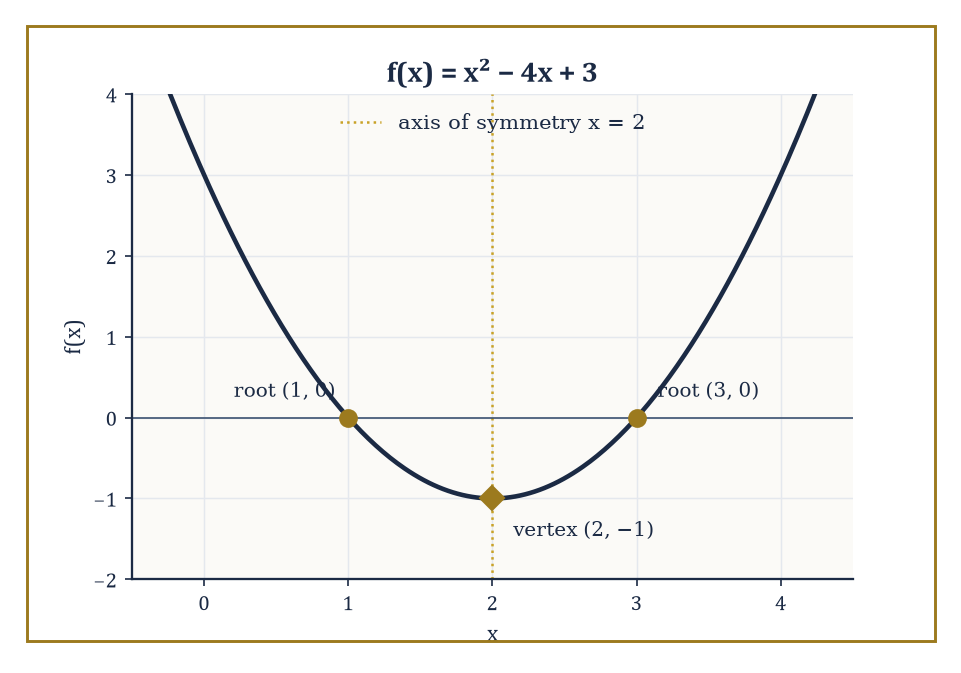 f(x) = x² − 4x + 3
axis of symmetry x = 2
4
3
2
1
0
−1
−2
f(x)
root (1, 0)
root (3, 0)
vertex (2, −1)
0 1 2 3 4
x